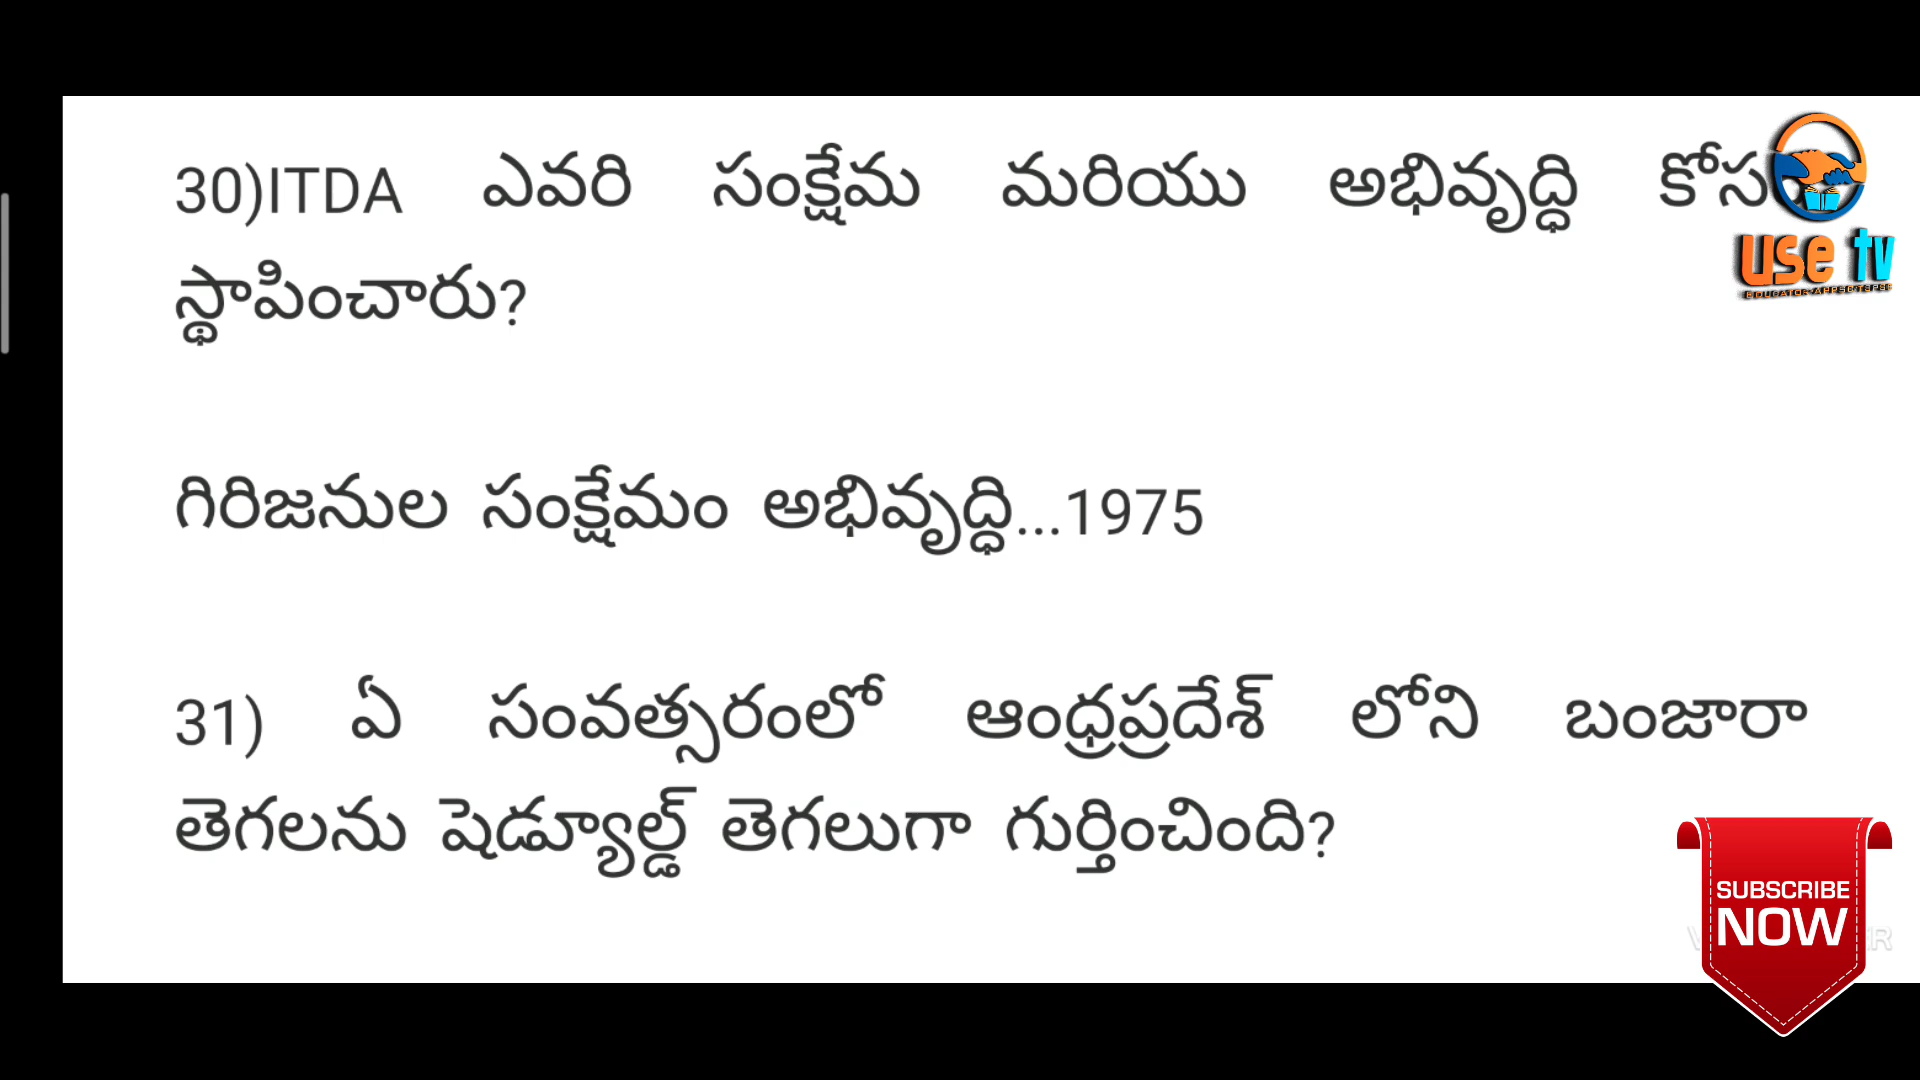 30)ITDA ఎవరి సంక్షేమ మరియు అభివృద్ధి
స్థాపించారు?
గిరిజనుల సంక్షేమం అభివృద్ధి...1975
31) ఏ సంవత్సరంలో ఆంధ్రప్రదేశ్ లోని బంజారా
తెగలను షెడ్యూల్డ్ తెగలుగా గుర్తించింది?
use tv
SUBSCRIBE
NOW